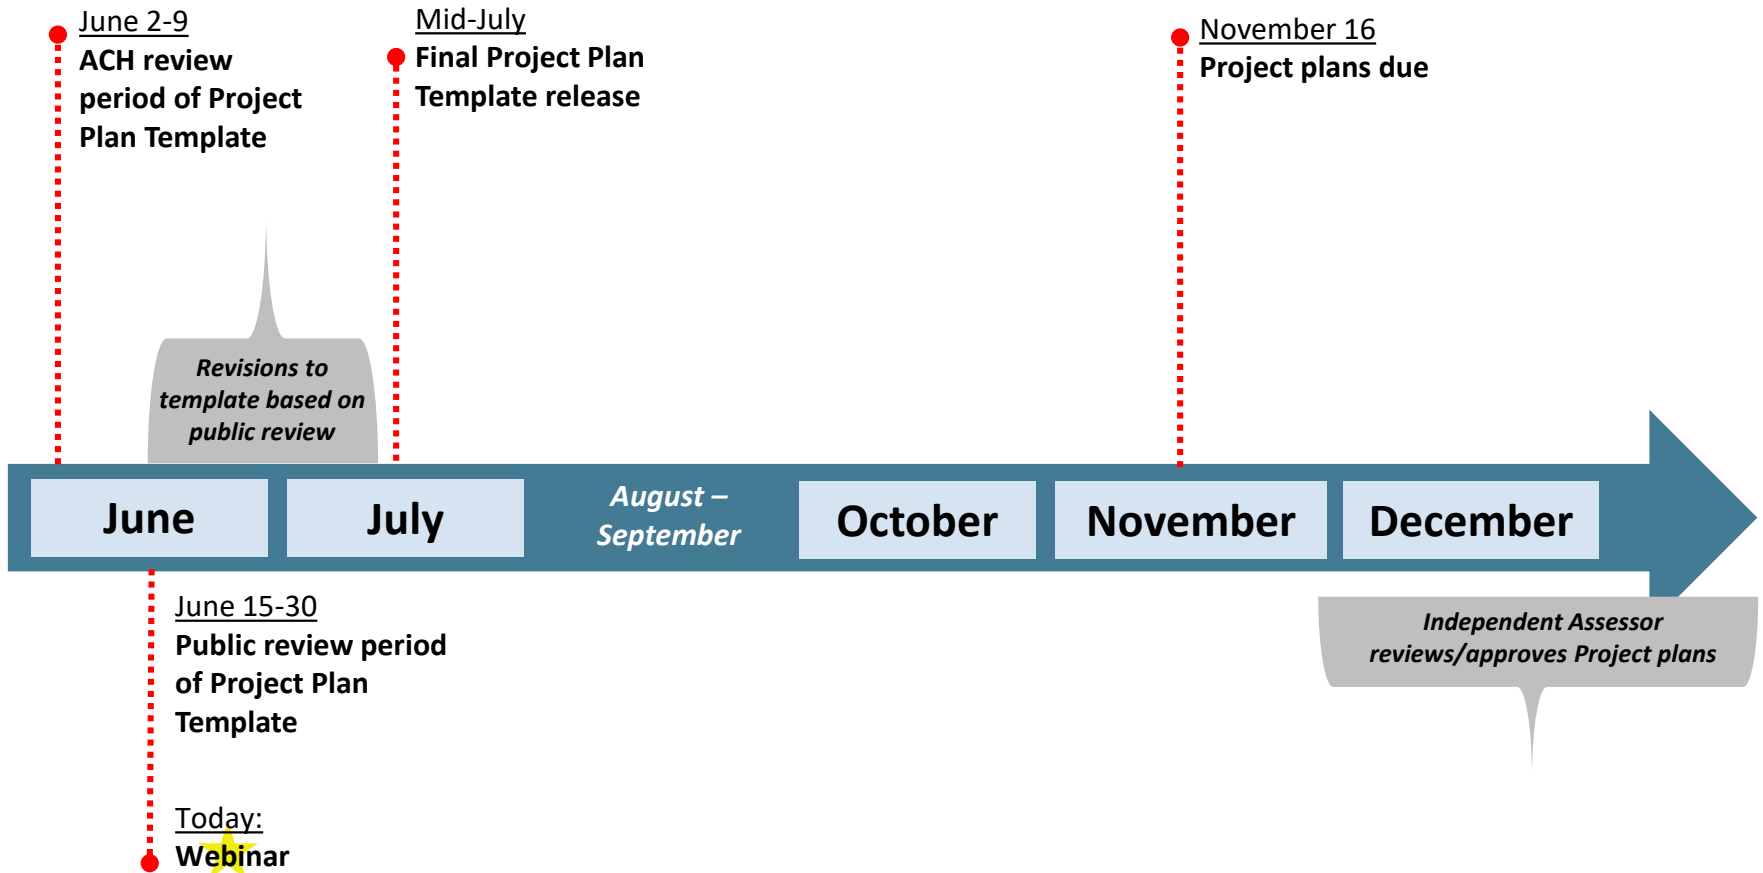 June 2-9
ACH review
period of Project
Plan Template
Mid-July
Final Project Plan
Template release
November 16
Project plans due
Revisions to
template based on
public review
June
July
August –
September
October
November
December
June 15-30
Public review period
of Project Plan
Template
Independent Assessor
reviews/approves Project plans
Today:
Webinar